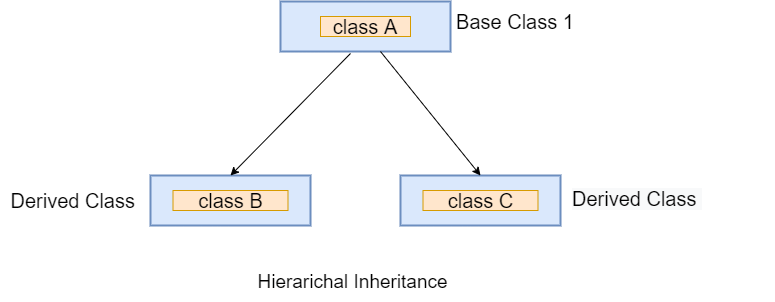 class A
Base Class 1
Derived Class
class B
class C
Derived Class
Hierarichal Inheritance